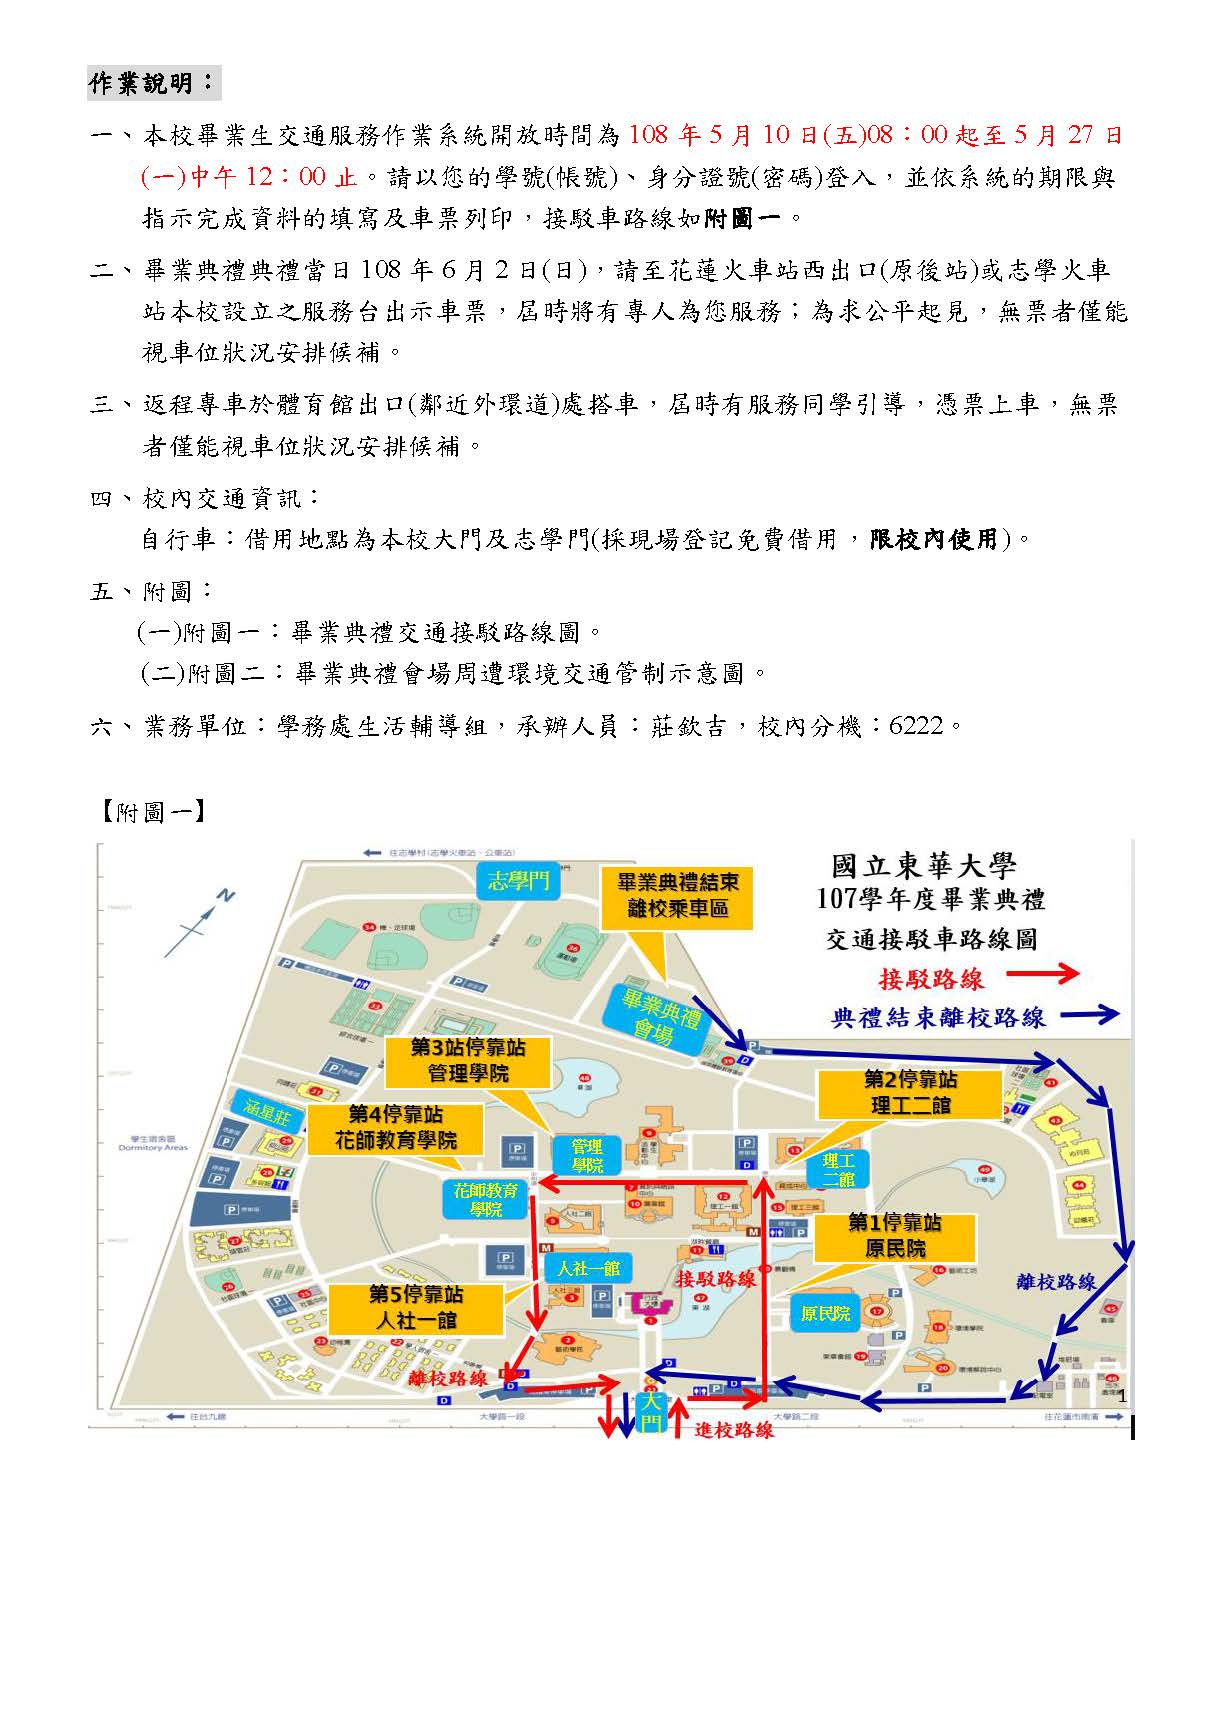 作業說明：
一、本校畢業生交通服務作業系統開放時間為108 年 5 月 10 日(五)08：00 起至 5 月 27 日
(一)中午 12：00 止。請以您的學號(帳號)、身分證號(密碼)登入，並依系統的期限與
指示完成資料的填寫及車票列印，接駁車路線如附圖一。
二、畢業典禮典禮當日 108 年 6 月 2 日(日)，請至花蓮火車站西出口(原後站)或志學火車
站本校設立之服務台出示車票，屆時將有專人為您服務；為求公平起見，無票者僅能
視車位狀況安排候補。
三、返程專車於體育館出口(鄰近外環道)處搭車，屆時有服務同學引導，憑票上車，無票
者僅能視車位狀況安排候補。
四、校內交通資訊：
自行車：借用地點為本校大門及志學門(採現場登記免費借用，限校內使用)。
五、附圖：
(一)附圖一：畢業典禮交通接駁路線圖。
(二)附圖二：畢業典禮會場周遭環境交通管制示意圖。
六、業務單位：學務處生活輔導組，承辦人員：莊欽吉，校內分機：6222。
【附圖一】
國立東華大學
107學年度畢業典禮
交通接駁車路線圖
接駁路線
典禮結束離校路線
往志學村(志學火車站、公車站)
志學門
畢業典禮結束
離校乘車區
N
畢業典禮
會場
第3站停靠站
管理學院
第2停靠站
理工二館
第4停靠站
花師教育學院
涵星莊
學生宿舍區
Dormitory Areas
管理
學院
理工
二館
花師教育
學院
第1停靠站
原民院
人社一館
接駁路線
離校路線
第5停靠站
人社一館
原民院
離校路線
大
門
進校路線
往台九線
大學路一段
大學路二段
往花蓮市南濱
1